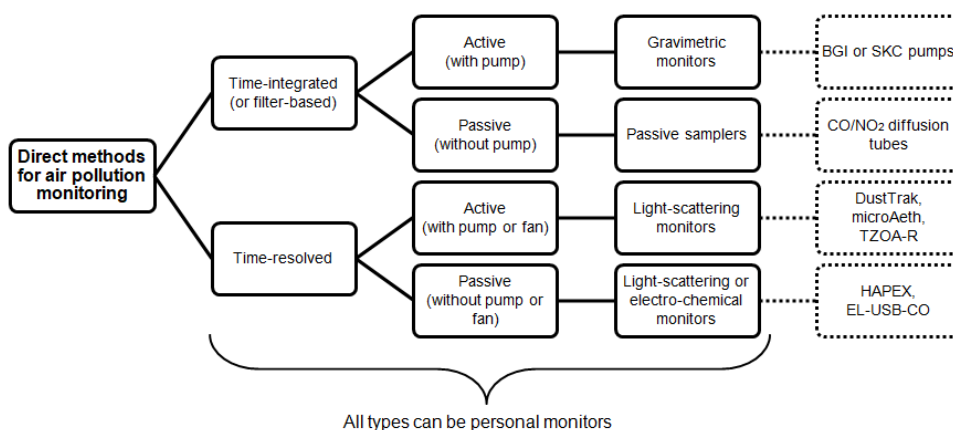 Direct methods
for air pollution
monitoring
Time-integrated
(or filter-based)
Time-resolved
Active
(with pump)
Passive
(without pump)
Active
(with pump or fan)
Passive
(without pump or
fan)
Gravimetric
monitors
Passive samplers
Light-scattering
monitors
Light-scattering or
electro-chemical
monitors
BGI or SKC pumps
CO/NO₂ diffusion
tubes
DustTrak,
microAeth,
TZOA-R
HAPEX,
EL-USB-CO
All types can be personal monitors